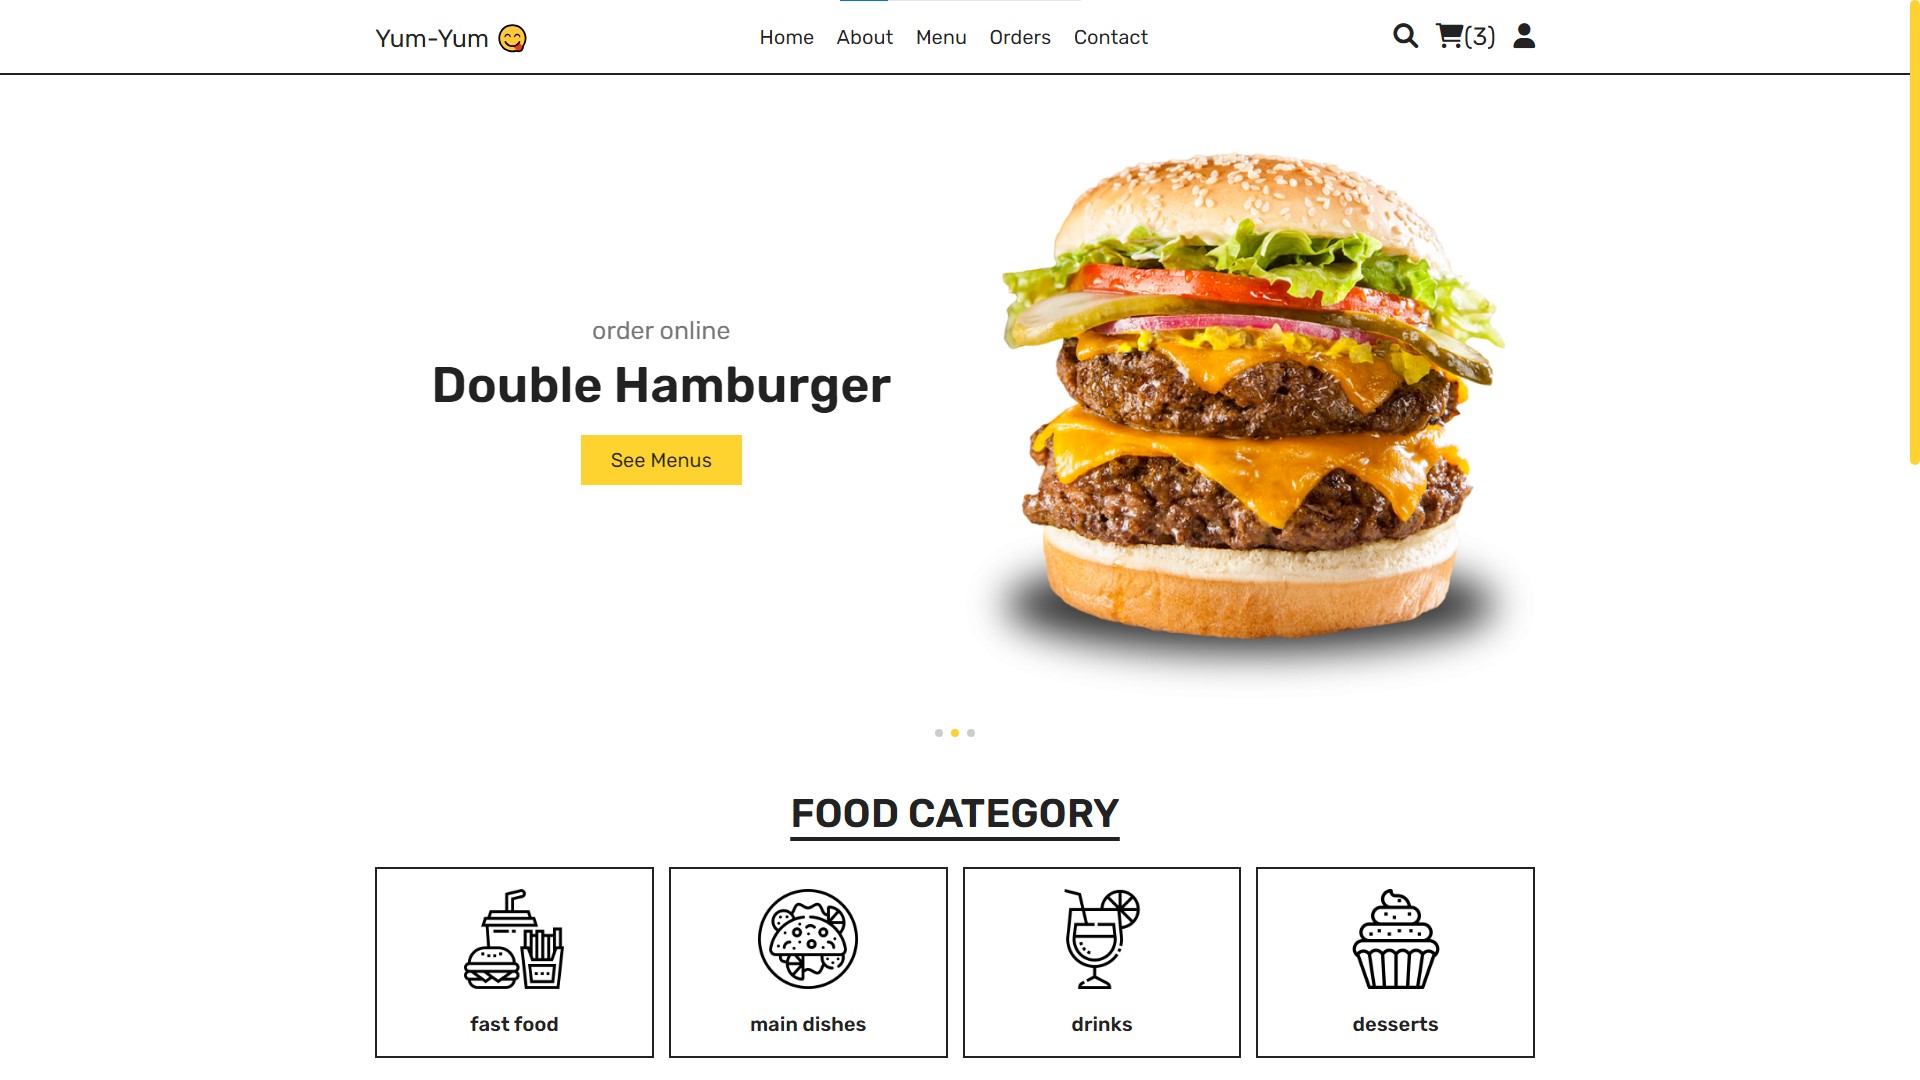 Yum-Yum 😋
Home About Menu Orders Contact
(3)
order online
Double Hamburger
See Menus
FOOD CATEGORY
fast food
main dishes
drinks
desserts